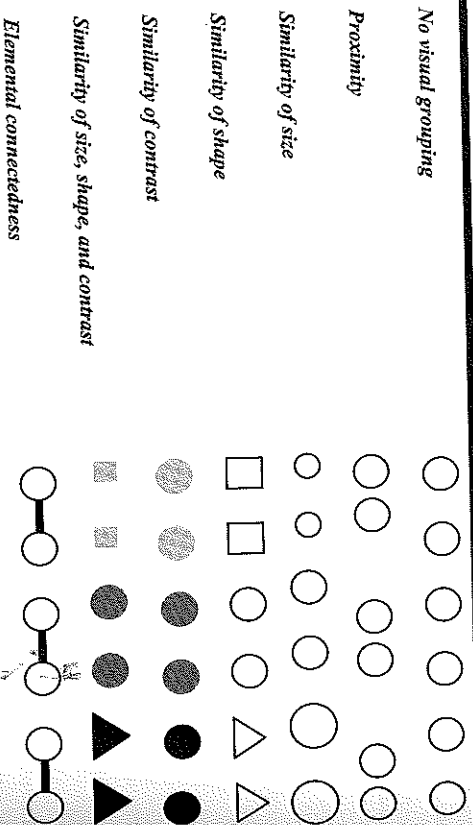 No visual grouping
Proximity
Similarity of size
Similarity of shape
Similarity of contrast
Similarity of size, shape, and contrast
Elemental connectedness